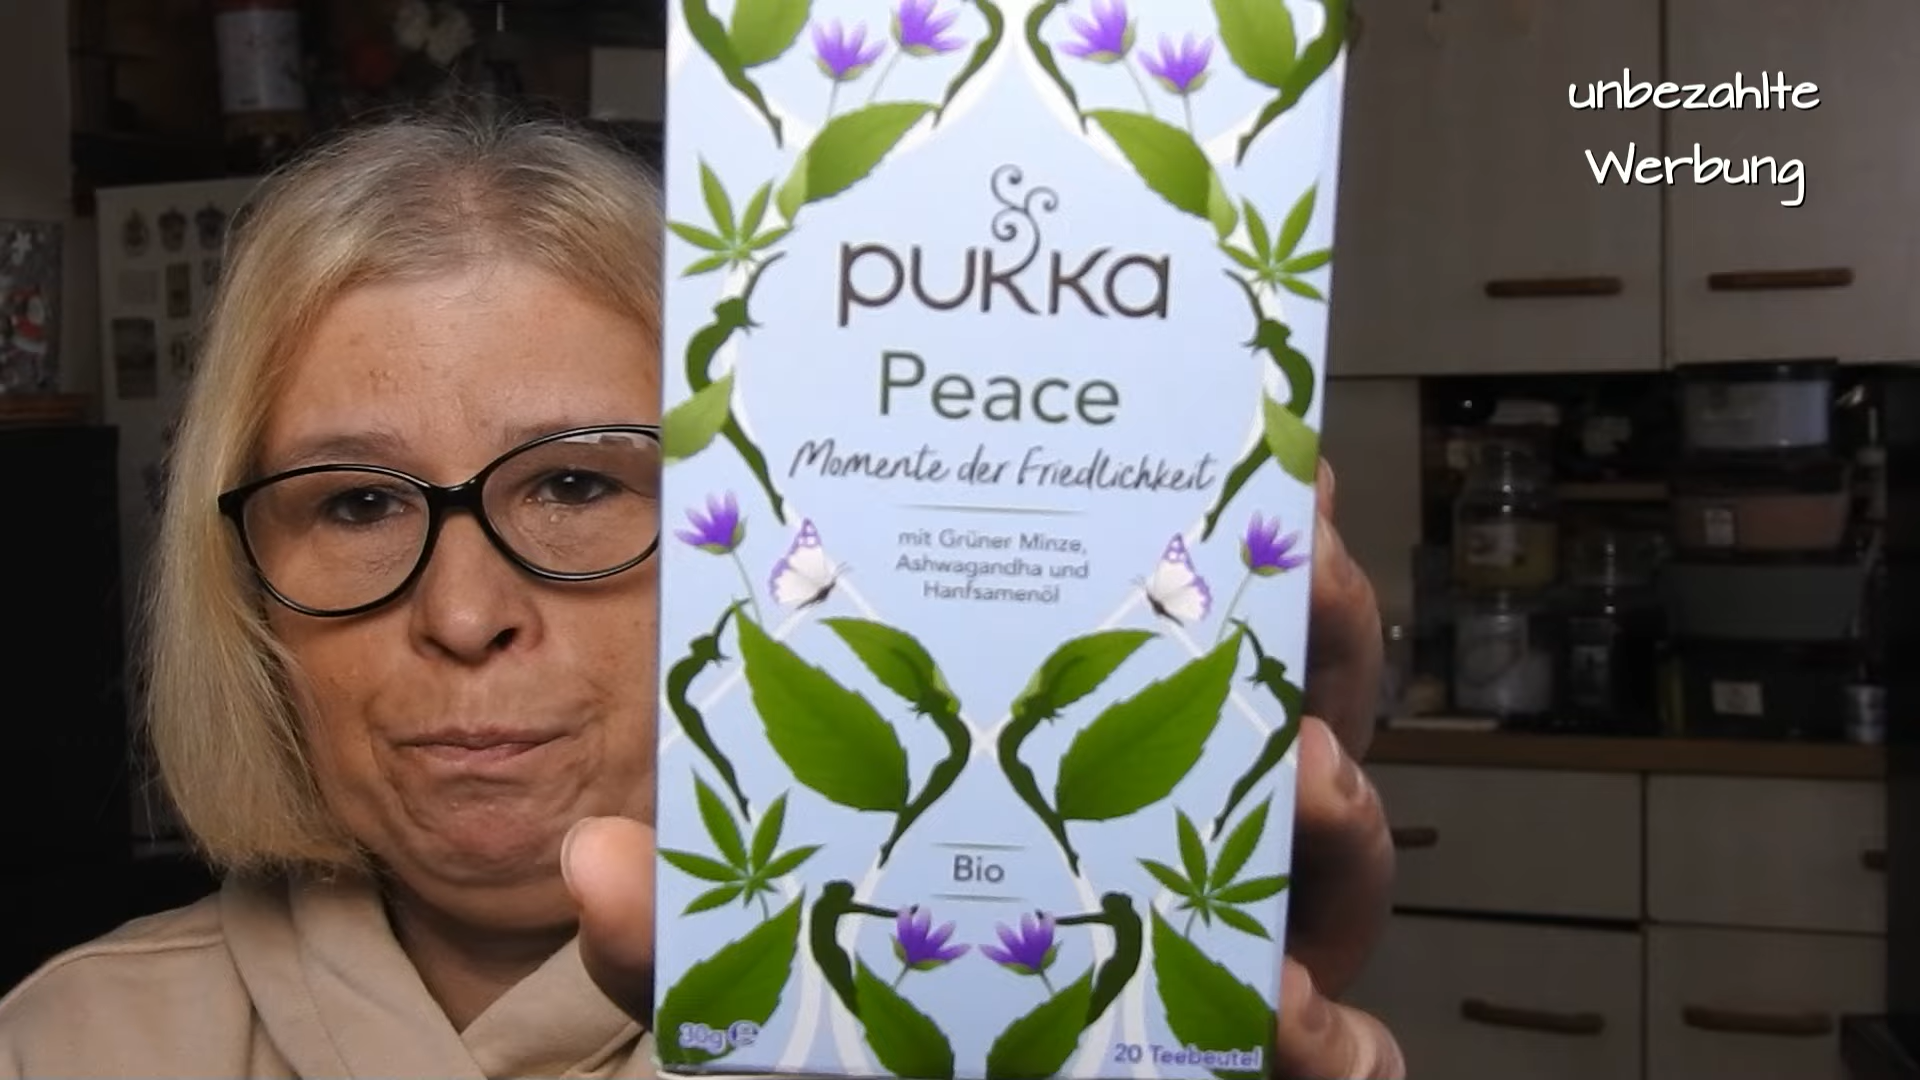 unbezahlte
Werbung
pukka
Peace
Momente der Friedlichkeit
mit Grüner Minze,
Ashwagandha und
Hanfsamenöl
Bio
30g ℮
20 Teebeutel